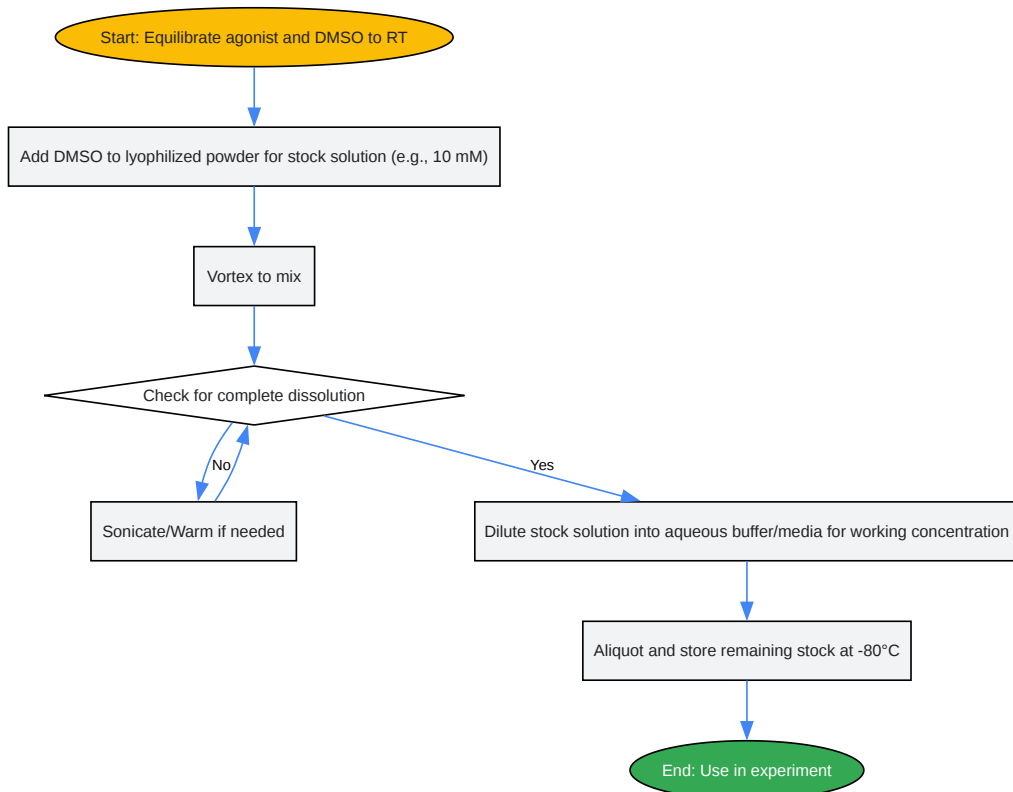 Start: Equilibrate agonist and DMSO to RT
Add DMSO to lyophilized powder for stock solution (e.g., 10 mM)
Vortex to mix
Check for complete dissolution
No
Yes
Sonicate/Warm if needed
Dilute stock solution into aqueous buffer/media for working concentration
Aliquot and store remaining stock at -80°C
End: Use in experiment